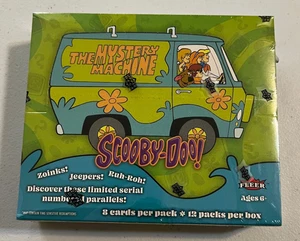 THE MYSTERY
MACHINE
SCOOBY-DOO!
Zoinks! Jeepers! Ruh-Roh!
Discover these limited serial
numbered parallels!
FLEER
Ages 6+
8 cards per pack * 12 packs per box